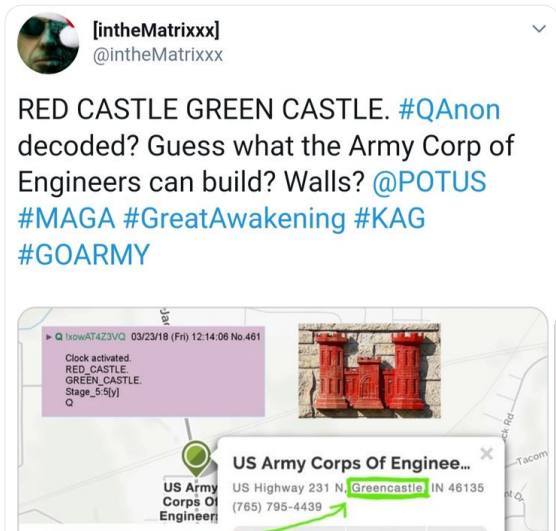 [intheMatrixxx]
@intheMatrixxx
RED CASTLE GREEN CASTLE. #QAnon
decoded? Guess what the Army Corp of
Engineers can build? Walls? @POTUS
#MAGA #GreatAwakening #KAG
#GOARMY
Q !xowAT4Z3VQ 03/23/18 (Fri) 12:14:06 No.461
Clock activated.
RED_CASTLE.
GREEN_CASTLE.
Stage_5:5[y]
Q
US Army
Corps Of
Engineer
US Army Corps Of Enginee...
US Highway 231 N, Greencastle, IN 46135
(765) 795-4439
Tacom